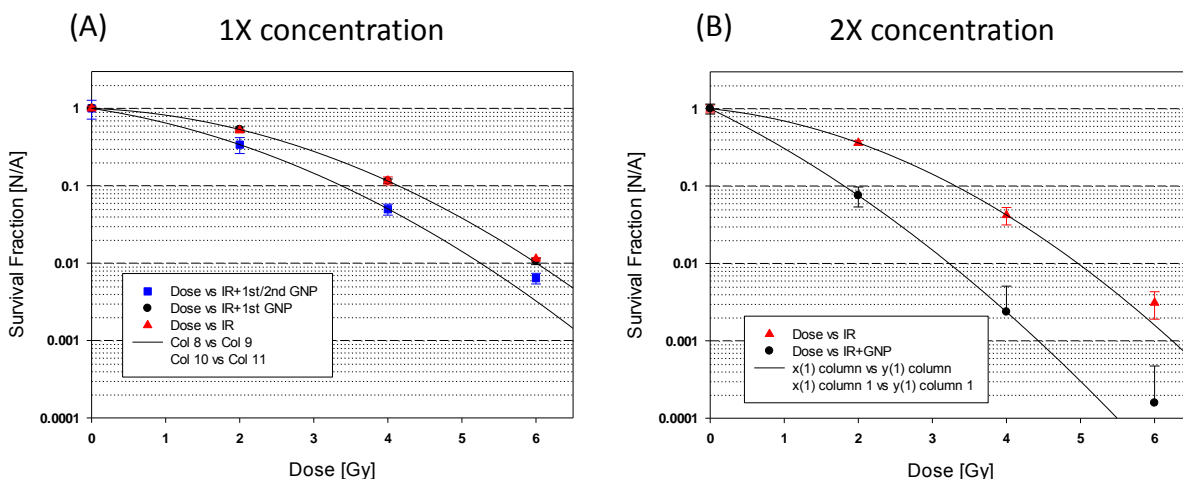 (A) 1X concentration
Survival Fraction [N/A]
1
0.1
0.01
0.001
0.0001
Dose vs IR+1st/2nd GNP
Dose vs IR+1st GNP
Dose vs IR
Col 8 vs Col 9
Col 10 vs Col 11
0 1 2 3 4 5 6
Dose [Gy]
(B) 2X concentration
Survival Fraction [N/A]
1
0.1
0.01
0.001
0.0001
Dose vs IR
Dose vs IR+GNP
x(1) column vs y(1) column
x(1) column 1 vs y(1) column 1
0 1 2 3 4 5 6
Dose [Gy]